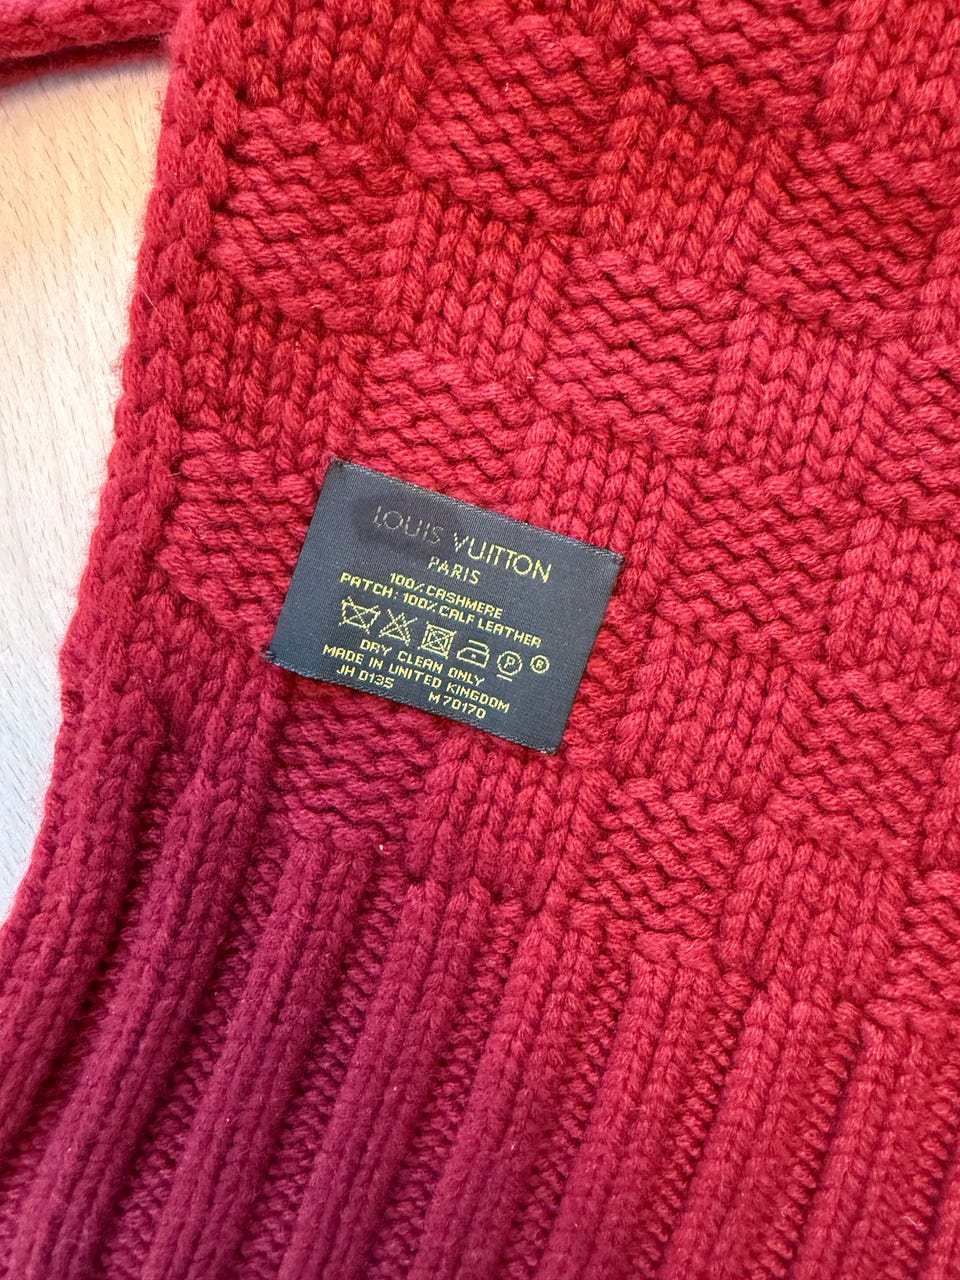 LOUIS VUITTON
PARIS
100% CASHMERE
PATCH: 100% CALF LEATHER
P ®
DRY CLEAN ONLY
MADE IN UNITED KINGDOM
JH 0135 M70170